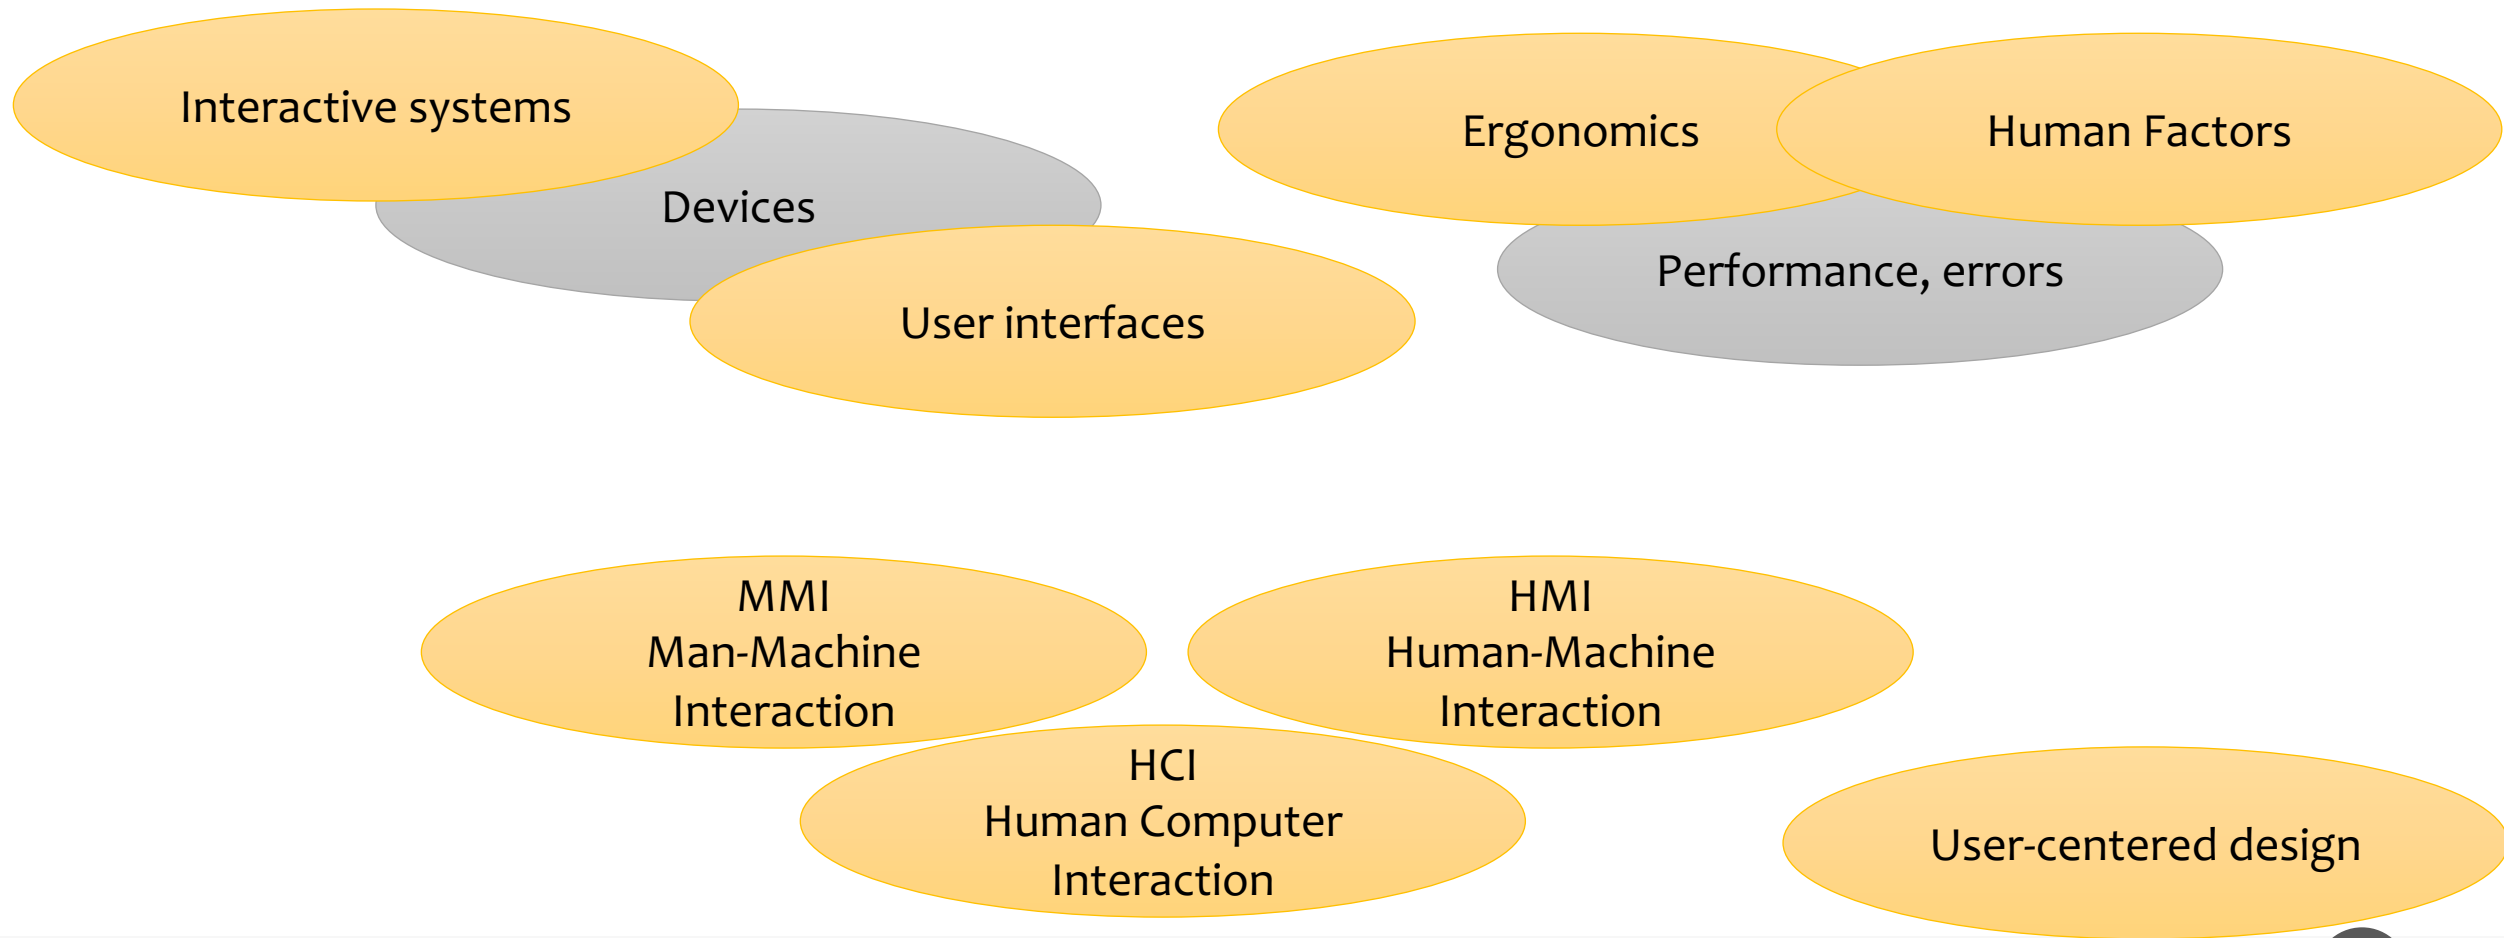 Interactive systems
Devices
User interfaces
Ergonomics
Human Factors
Performance, errors
MMI
Man-Machine
Interaction
HMI
Human-Machine
Interaction
HCI
Human Computer
Interaction
User-centered design